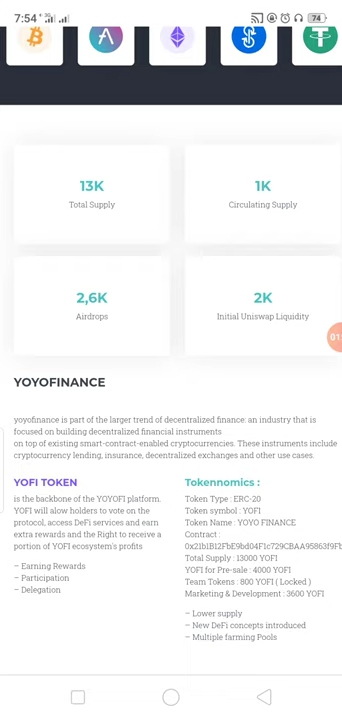 7:54
74
13K
Total Supply
1K
Circulating Supply
2,6K
Airdrops
2K
Initial Uniswap Liquidity
YOYOFINANCE
yoyofinance is part of the larger trend of decentralized finance: an industry that is
focused on building decentralized financial instruments
on top of existing smart-contract-enabled cryptocurrencies. These instruments include
cryptocurrency lending, insurance, decentralized exchanges and other use cases.
YOFI TOKEN
is the backbone of the YOYOFI platform.
YOFI will alow holders to vote on the
protocol, access DeFi services and earn
extra rewards and the Right to receive a
portion of YOFI ecosystem's profits
– Earning Rewards
– Participation
– Delegation
Tokennomics :
Token Type : ERC-20
Token symbol : YOFI
Token Name : YOYO FINANCE
Contract :
Total Supply : 13000 YOFI
YOFI for Pre-sale : 4000 YOFI
Team Tokens : 800 YOFI ( Locked )
Marketing & Development : 3600 YOFI
– Lower supply
– New DeFi concepts introduced
– Multiple farming Pools